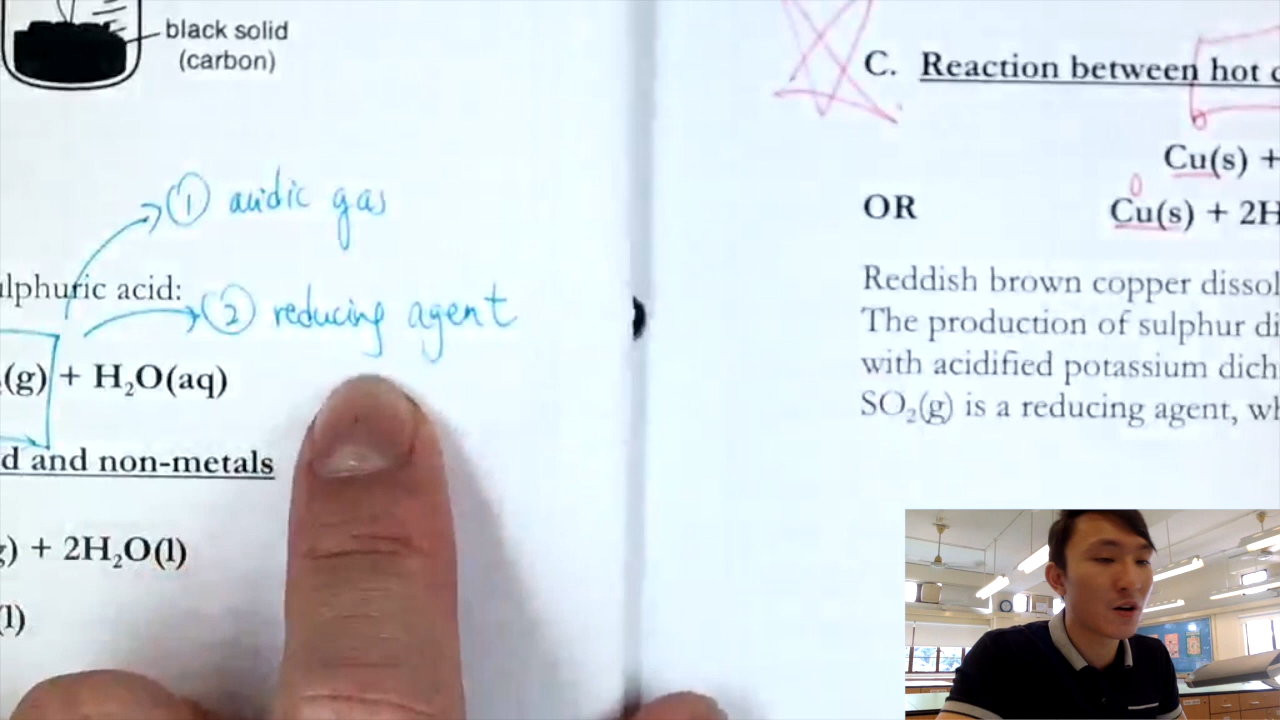 black solid
(carbon)
① acidic gas
ulphuric acid:
② reducing agent
(g) + H₂O(aq)
d and non-metals
) + 2H₂O(l)
(l)
C. Reaction between hot c
Cu(s) +
0
OR Cu(s) + 2H
Reddish brown copper dissol
The production of sulphur di
with acidified potassium dich
SO₂(g) is a reducing agent, wh